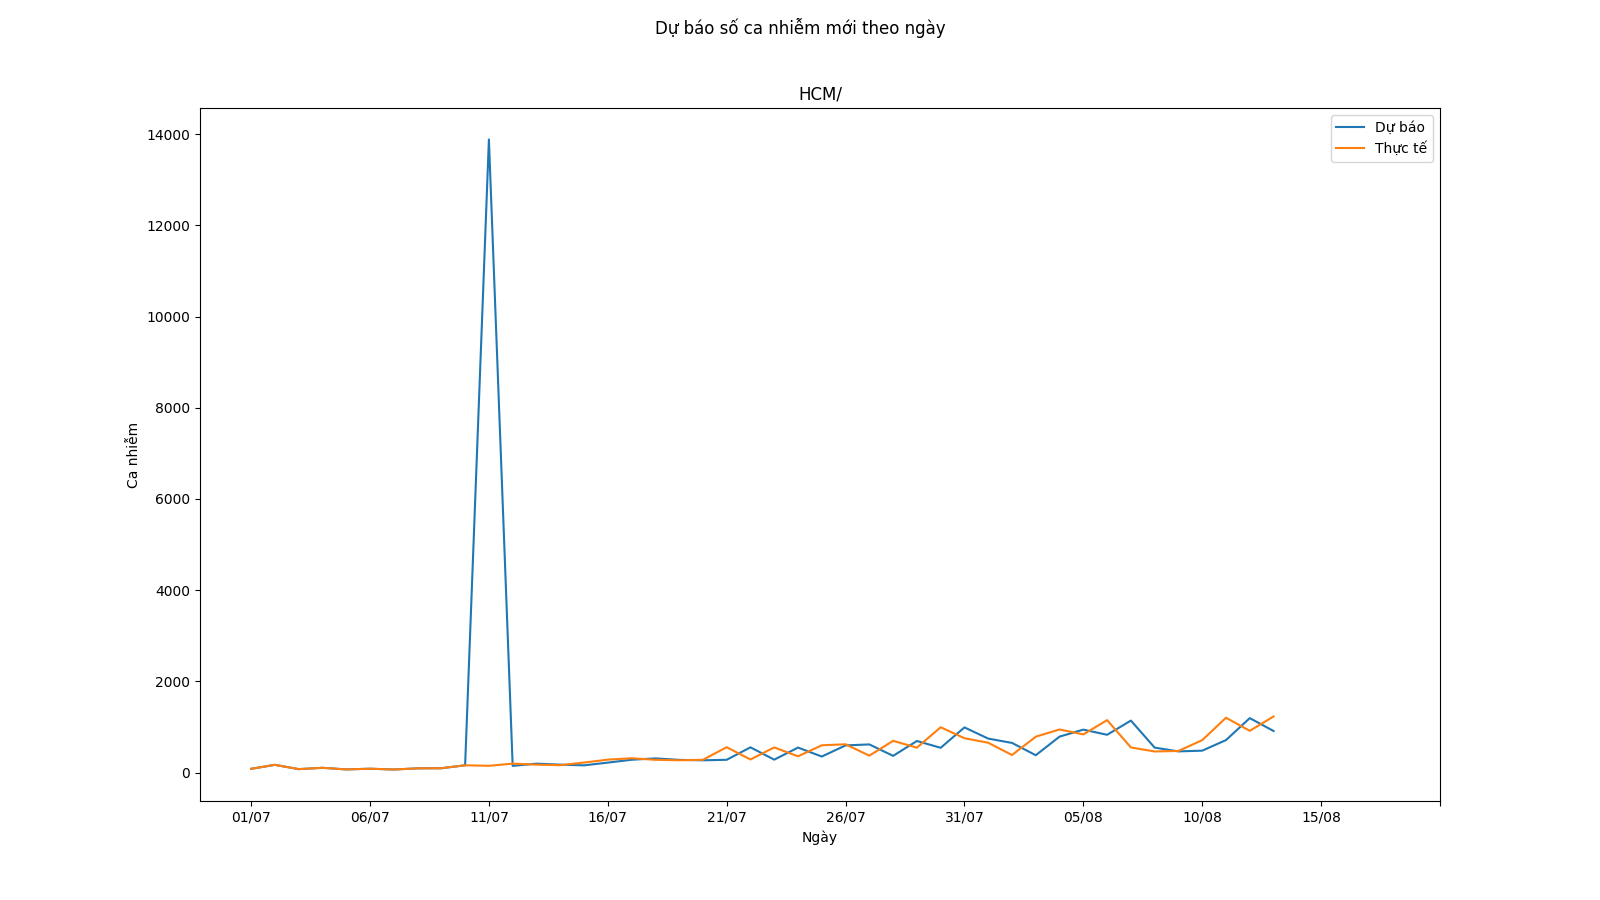 Dự báo số ca nhiễm mới theo ngày
HCM/
Dự báo
Thực tế
14000
12000
10000
8000
6000
4000
2000
0
Ca nhiễm
01/07 06/07 11/07 16/07 21/07 26/07 31/07 05/08 10/08 15/08
Ngày